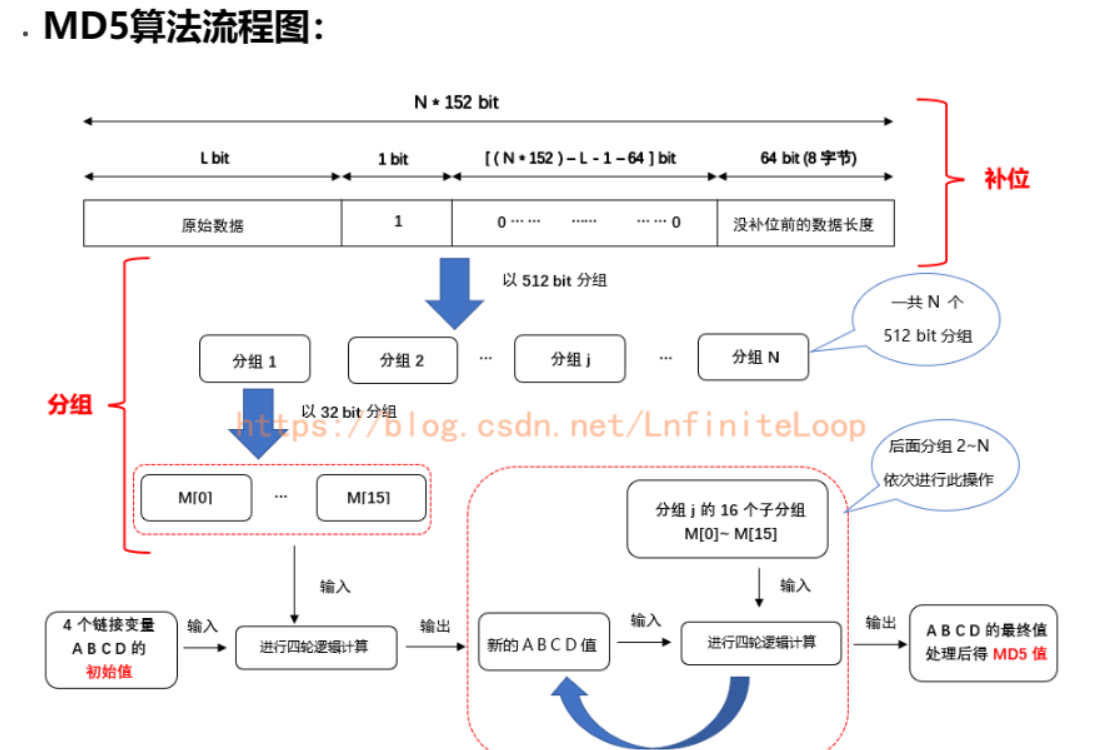 · MD5算法流程图：
N * 152 bit
L bit
1 bit
[ ( N * 152 ) – L - 1 – 64 ] bit
64 bit (8 字节)
补位
原始数据
1
0 ⋯ ⋯ ⋯⋯ ⋯ ⋯ 0
没补位前的数据长度
以 512 bit 分组
一共 N 个
512 bit 分组
分组 1
分组 2
⋯
分组 j
⋯
分组 N
分组
以 32 bit 分组
https://blog.csdn.net/LnfiniteLoop
后面分组 2~N
依次进行此操作
M[0]
⋯
M[15]
分组 j 的 16 个子分组
M[0]~ M[15]
输入
输入
4 个链接变量
A B C D 的
初始值
输入
进行四轮逻辑计算
输出
新的 A B C D 值
输入
进行四轮逻辑计算
输出
A B C D 的最终值
处理后得 MD5 值